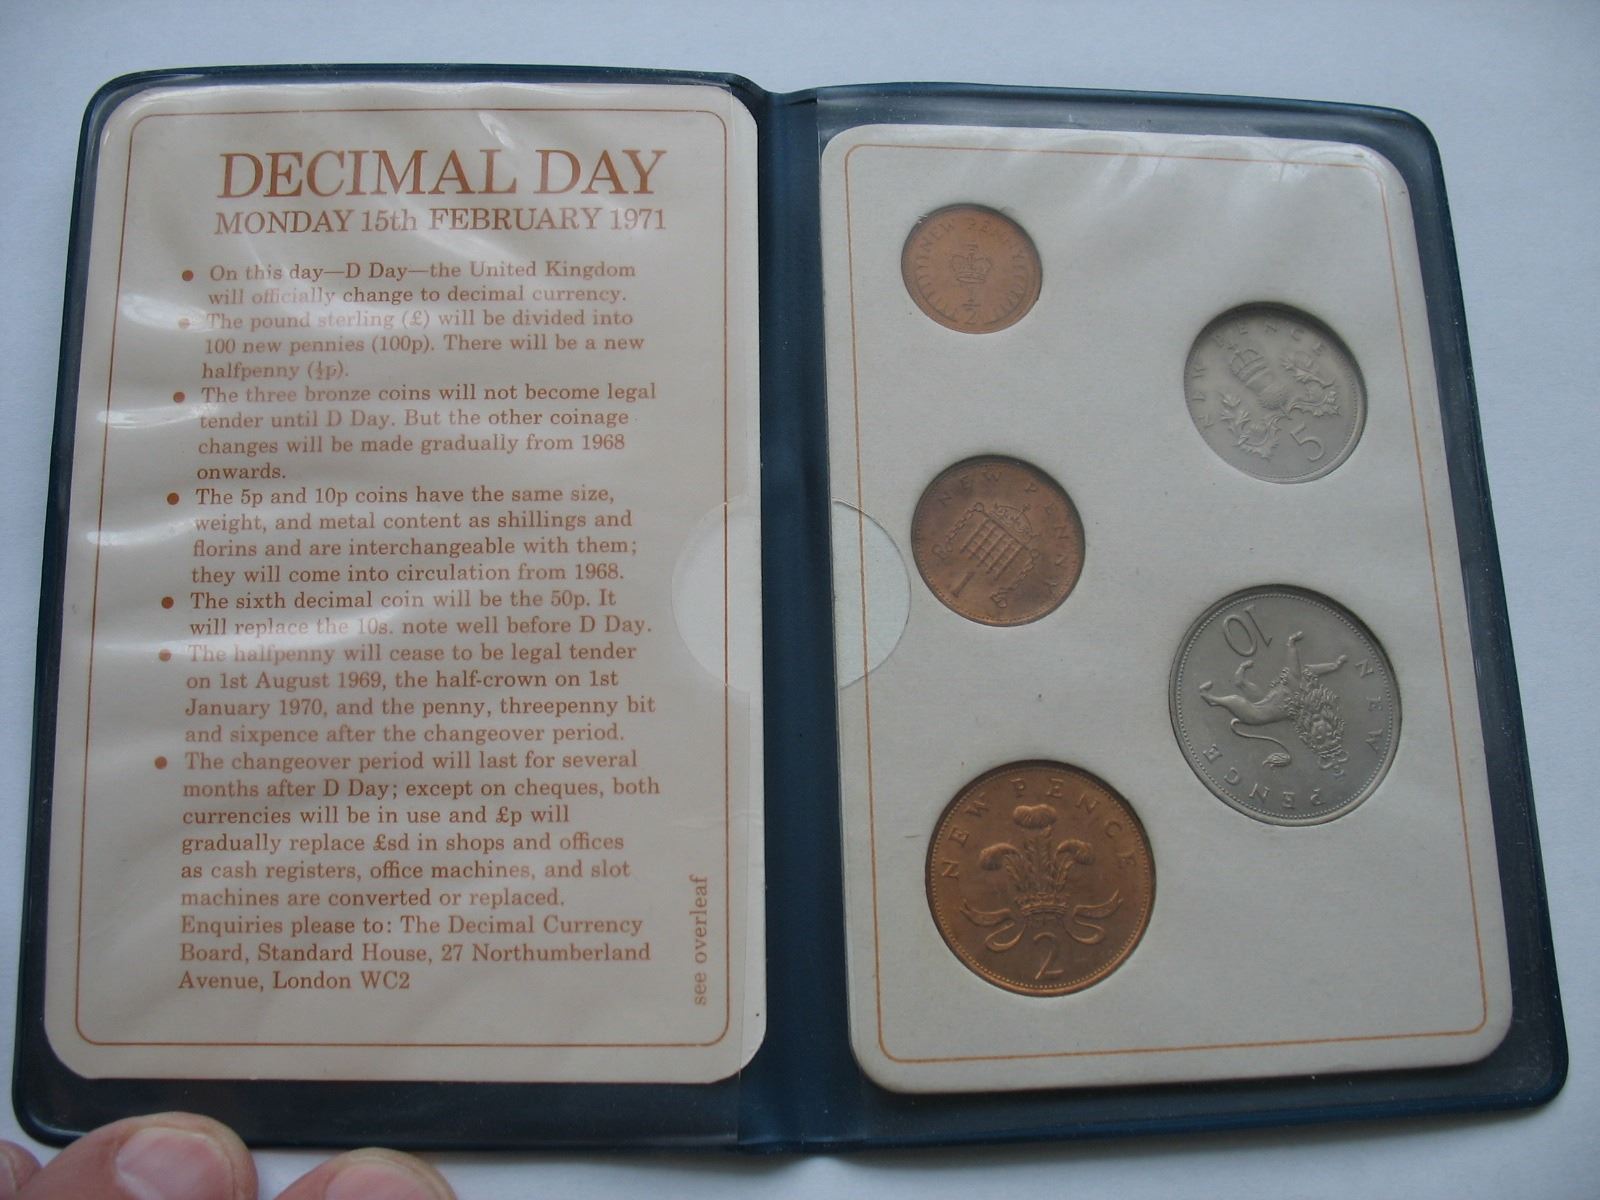 DECIMAL DAY
MONDAY 15th FEBRUARY 1971
• On this day—D Day—the United Kingdom
will officially change to decimal currency.
• The pound sterling (£) will be divided into
100 new pennies (100p). There will be a new
halfpenny (½p).
• The three bronze coins will not become legal
tender until D Day. But the other coinage
changes will be made gradually from 1968
onwards.
• The 5p and 10p coins have the same size,
weight, and metal content as shillings and
florins and are interchangeable with them;
they will come into circulation from 1968.
• The sixth decimal coin will be the 50p. It
will replace the 10s. note well before D Day.
• The halfpenny will cease to be legal tender
on 1st August 1969, the half-crown on 1st
January 1970, and the penny, threepenny bit
and sixpence after the changeover period.
• The changeover period will last for several
months after D Day; except on cheques, both
currencies will be in use and £p will
gradually replace £sd in shops and offices
as cash registers, office machines, and slot
machines are converted or replaced.
Enquiries please to: The Decimal Currency
Board, Standard House, 27 Northumberland
Avenue, London WC2
see overleaf
NEW PENNY
½
NEW PENCE
5
NEW PENNY
1
NEW PENCE
10
NEW PENCE
2